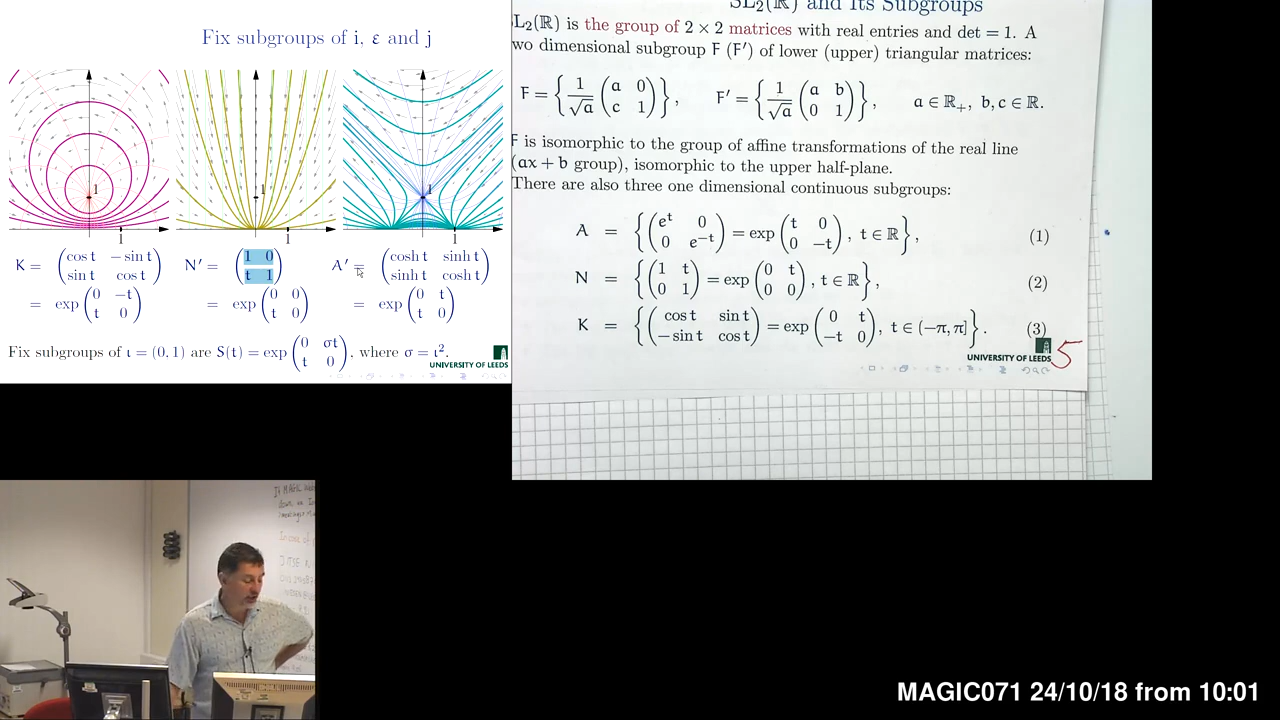 Fix subgroups of i, ε and j
1
1
1
1
1
1
K = (cos t − sin t
sin t cos t)
= exp (0 −t
t 0)
N′ = (1 0
t 1)
= exp (0 0
t 0)
A′ = (cosh t sinh t
sinh t cosh t)
= exp (0 t
t 0)
Fix subgroups of ι = (0, 1) are S(t) = exp (0 σt
t 0), where σ = ι².
UNIVERSITY OF LEEDS
SL₂(ℝ) and Its Subgroups
SL₂(ℝ) is the group of 2 × 2 matrices with real entries and det = 1. A
wo dimensional subgroup F (F′) of lower (upper) triangular matrices:
F = { 1/√a (a 0
c 1) }, F′ = { 1/√a (a b
0 1) }, a ∈ ℝ₊, b, c ∈ ℝ.
F is isomorphic to the group of affine transformations of the real line
(ax + b group), isomorphic to the upper half-plane.
There are also three one dimensional continuous subgroups:
A = { (eᵗ 0
0 e⁻ᵗ) = exp (t 0
0 −t), t ∈ ℝ }, (1)
N = { (1 t
0 1) = exp (0 t
0 0), t ∈ ℝ }, (2)
K = { (cos t sin t
− sin t cos t) = exp (0 t
−t 0), t ∈ (−π, π] }. (3)
UNIVERSITY OF LEEDS
5
MAGIC071 24/10/18 from 10:01